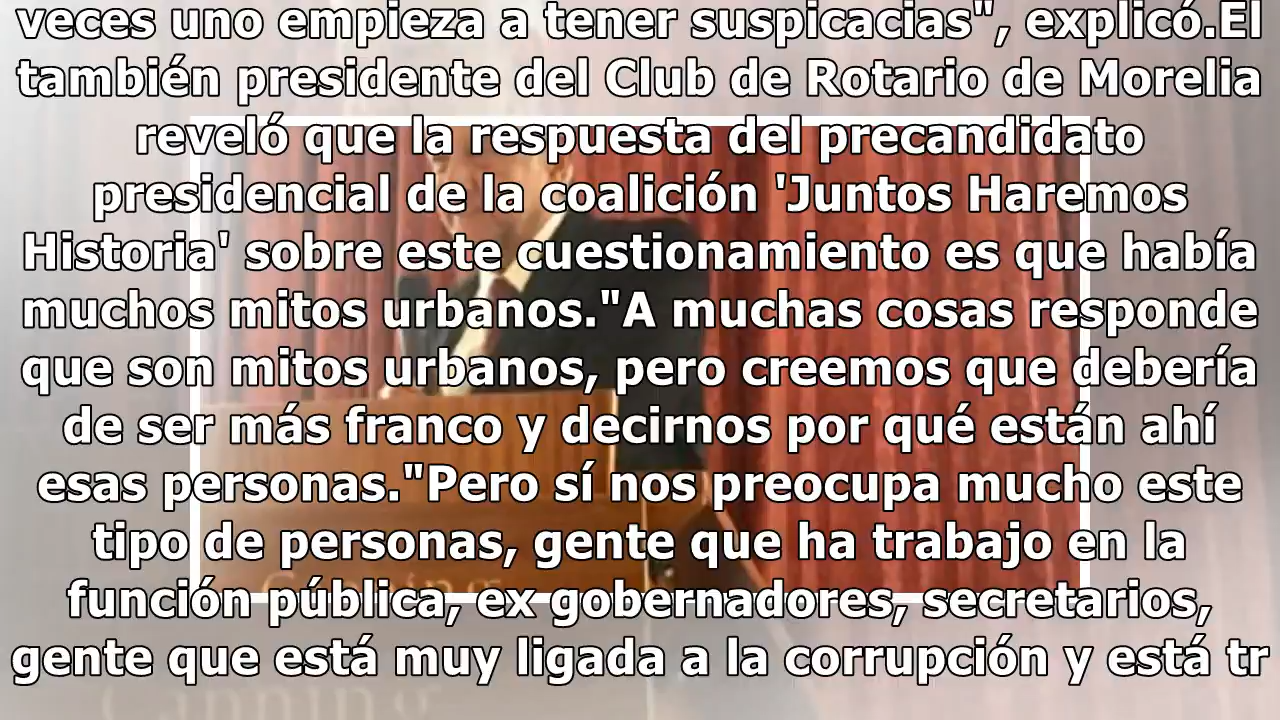 veces uno empieza a tener suspicacias", explicó.El
también presidente del Club de Rotario de Morelia
reveló que la respuesta del precandidato
presidencial de la coalición 'Juntos Haremos
Historia' sobre este cuestionamiento es que había
muchos mitos urbanos."A muchas cosas responde
que son mitos urbanos, pero creemos que debería
de ser más franco y decirnos por qué están ahí
esas personas."Pero sí nos preocupa mucho este
tipo de personas, gente que ha trabajo en la
función pública, ex gobernadores, secretarios,
gente que está muy ligada a la corrupción y está tr
Canning